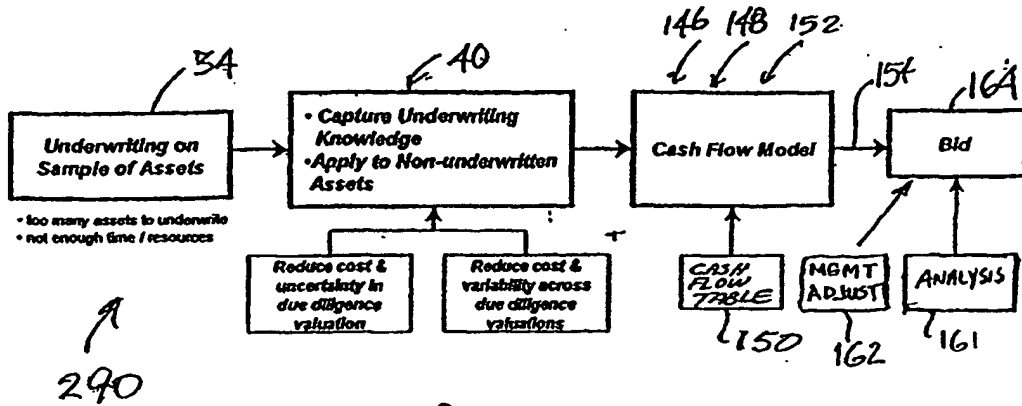 34
40
146 148 152
154
164
Underwriting on
Sample of Assets
• Capture Underwriting
Knowledge
• Apply to Non-underwritten
Assets
Cash Flow Model
Bid
• too many assets to underwrite
• not enough time / resources
Reduce cost &
uncertainty in
due diligence
valuation
Reduce cost &
variability across
due diligence
valuations
CASH
FLOW
TABLE
MGMT
ADJUST
ANALYSIS
150
162
161
290